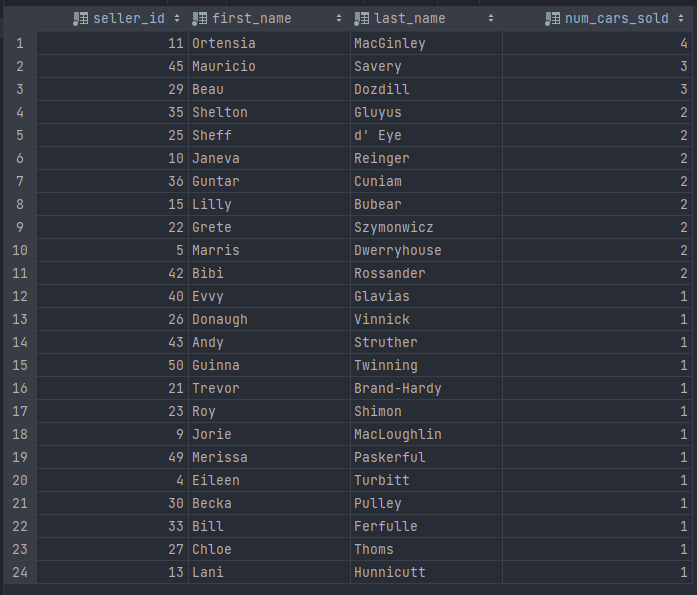 seller_id first_name last_name num_cars_sold
1 11 Ortensia MacGinley 4
2 45 Mauricio Savery 3
3 29 Beau Dozdill 3
4 35 Shelton Gluyus 2
5 25 Sheff d' Eye 2
6 10 Janeva Reinger 2
7 36 Guntar Cuniam 2
8 15 Lilly Bubear 2
9 22 Grete Szymonwicz 2
10 5 Marris Dwerryhouse 2
11 42 Bibi Rossander 2
12 40 Evvy Glavias 1
13 26 Donaugh Vinnick 1
14 43 Andy Struther 1
15 50 Guinna Twinning 1
16 21 Trevor Brand-Hardy 1
17 23 Roy Shimon 1
18 9 Jorie MacLoughlin 1
19 49 Merissa Paskerful 1
20 4 Eileen Turbitt 1
21 30 Becka Pulley 1
22 33 Bill Ferfulle 1
23 27 Chloe Thoms 1
24 13 Lani Hunnicutt 1